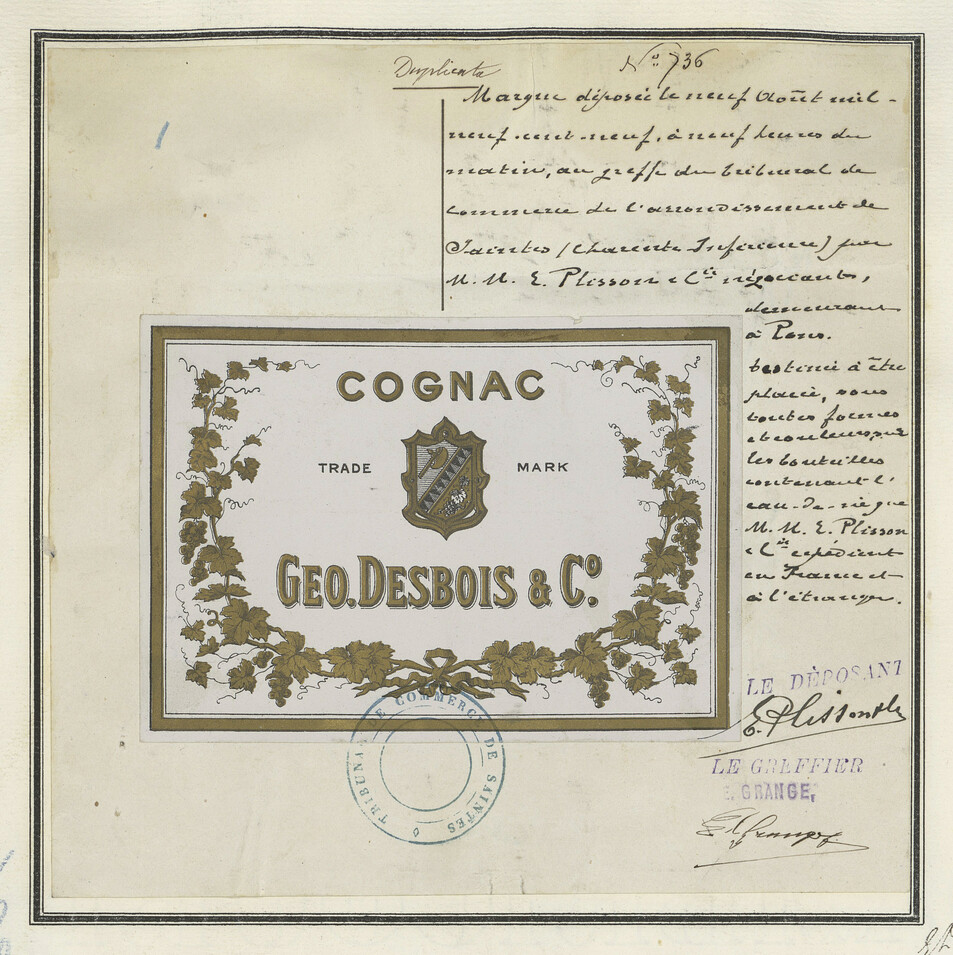 Duplicata
N° 736
Marque déposée le neuf Août mil-
neuf-cent-neuf, à neuf heures du
matin, au greffe du tribunal de
commerce de l'arrondissement de
Saintes (Charente Inférieure) par
M. M. E. Plisson & Cie négociants,
demeurant
à Pons.
Destinée à être
placée, sous
toutes formes
et couleurs, sur
les bouteilles
contenant l'
eau-de-vie que
M. M. E. Plisson
& Cie expédient
en France et
à l'étranger.
COGNAC
TRADE MARK
GEO. DESBOIS & Co.
LE DÉPOSANT
E. Plisson & Cie
LE GREFFIER
E. GRANGE,
TRIBUNAL DE COMMERCE DE SAINTES